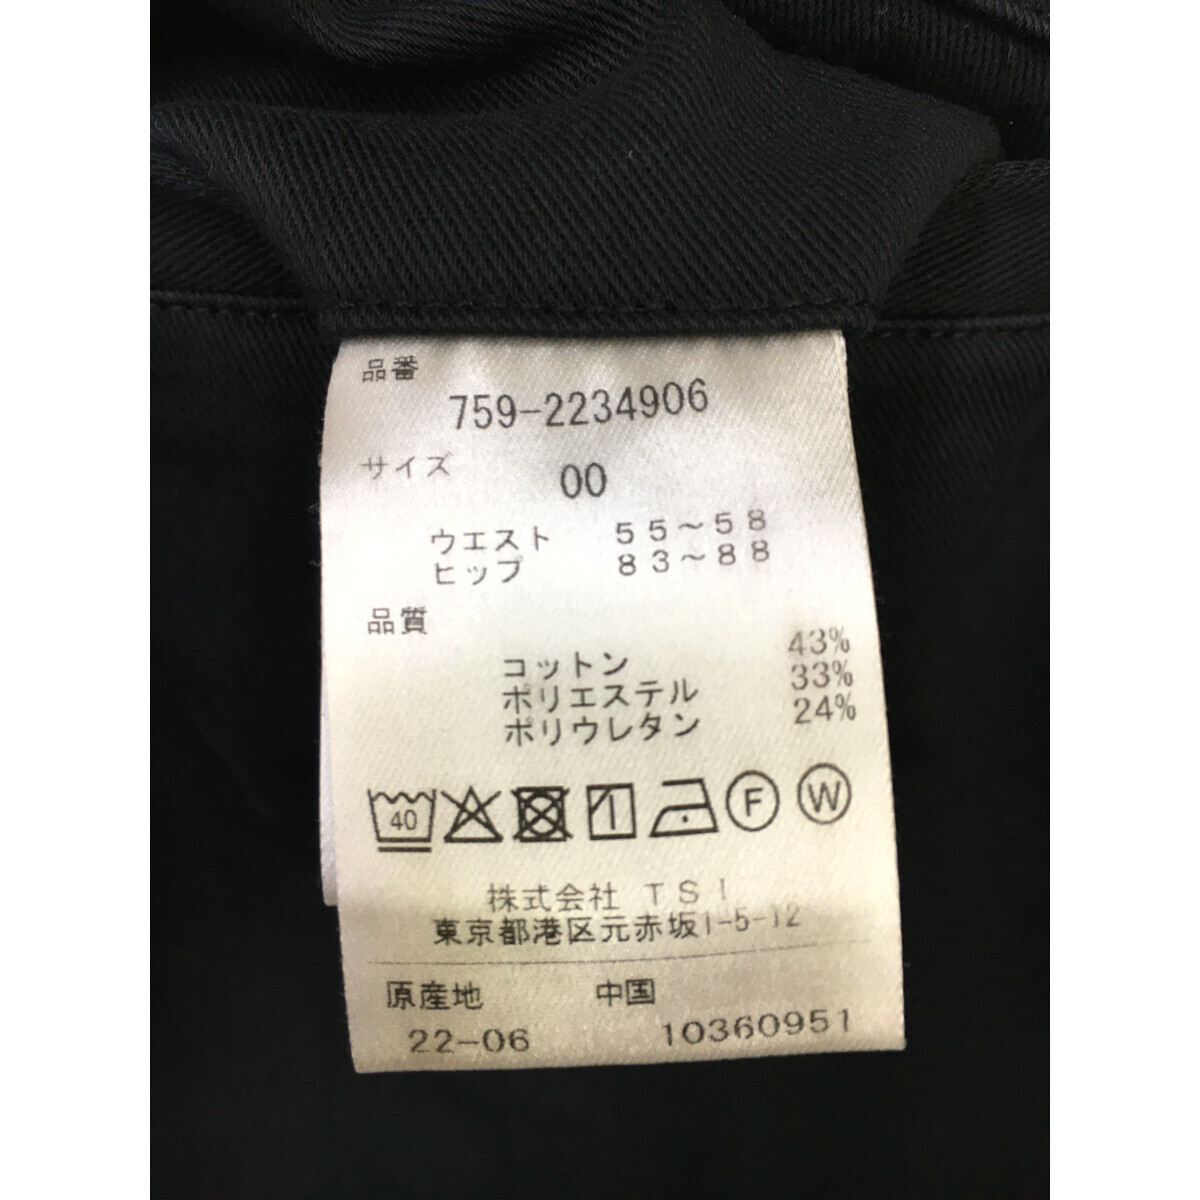 品番
759-2234906
サイズ
00
ウエスト 55～58
ヒップ 83～88
品質
コットン 43%
ポリエステル 33%
ポリウレタン 24%
40 F W
株式会社 TSI
東京都港区元赤坂1-5-12
原産地 中国
22-06 10360951